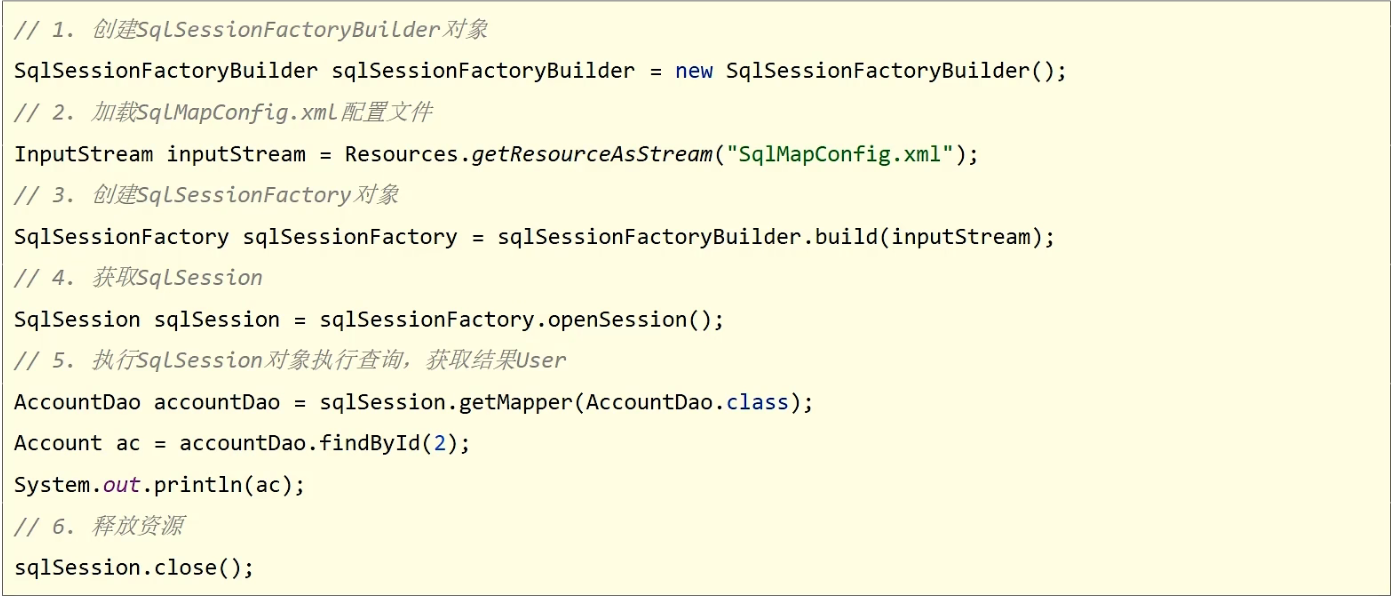 // 1. 创建SqlSessionFactoryBuilder对象
SqlSessionFactoryBuilder sqlSessionFactoryBuilder = new SqlSessionFactoryBuilder();
// 2. 加载SqlMapConfig.xml配置文件
InputStream inputStream = Resources.getResourceAsStream("SqlMapConfig.xml");
// 3. 创建SqlSessionFactory对象
SqlSessionFactory sqlSessionFactory = sqlSessionFactoryBuilder.build(inputStream);
// 4. 获取SqlSession
SqlSession sqlSession = sqlSessionFactory.openSession();
// 5. 执行SqlSession对象执行查询，获取结果User
AccountDao accountDao = sqlSession.getMapper(AccountDao.class);
Account ac = accountDao.findById(2);
System.out.println(ac);
// 6. 释放资源
sqlSession.close();